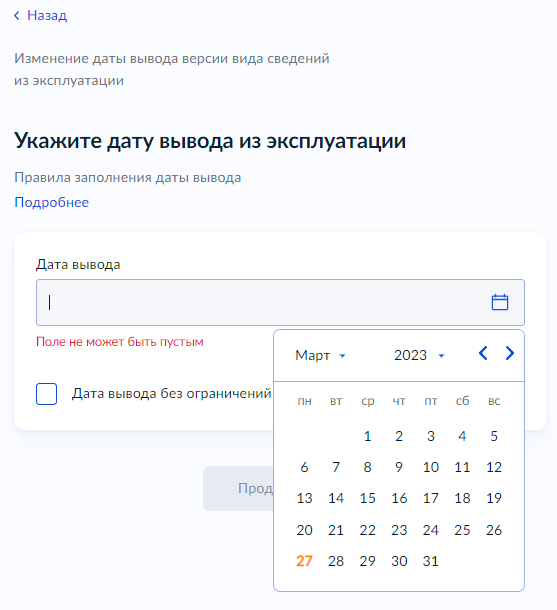 Назад
Изменение даты вывода версии вида сведений
из эксплуатации
Укажите дату вывода из эксплуатации
Правила заполнения даты вывода
Подробнее
Дата вывода
Поле не может быть пустым
Март 2023
Дата вывода без ограничений
пн вт ср чт пт сб вс
1 2 3 4 5
6 7 8 9 10 11 12
13 14 15 16 17 18 19
20 21 22 23 24 25 26
27 28 29 30 31